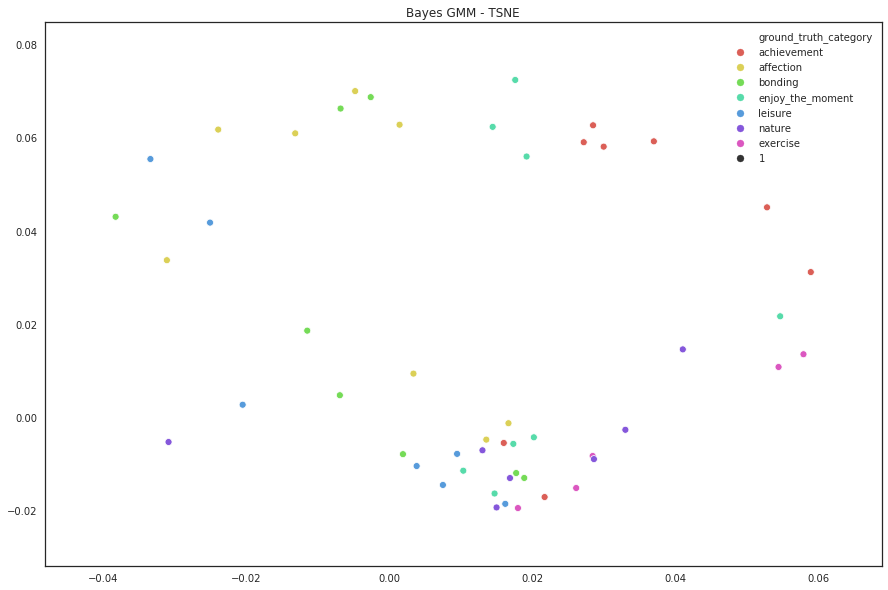 Bayes GMM - TSNE
ground_truth_category
achievement
affection
bonding
enjoy_the_moment
leisure
nature
exercise
1
0.08
0.06
0.04
0.02
0.00
−0.02
−0.04
−0.02
0.00
0.02
0.04
0.06